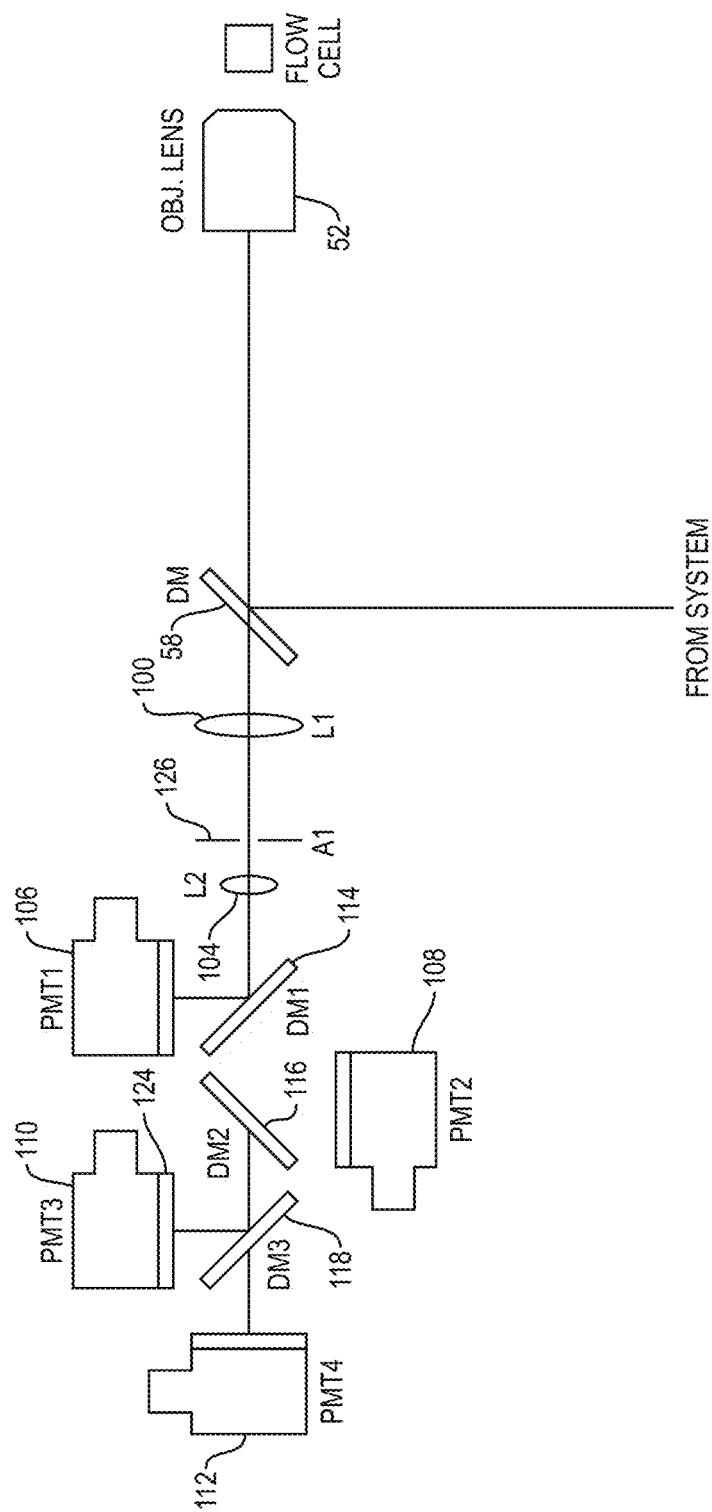 FLOW
CELL
OBJ. LENS
52
DM
58
FROM SYSTEM
100
L1
126
A1
L2
104
106
PMT1
114
DM1
108
PMT2
116
DM2
124
110
PMT3
118
DM3
PMT4
112